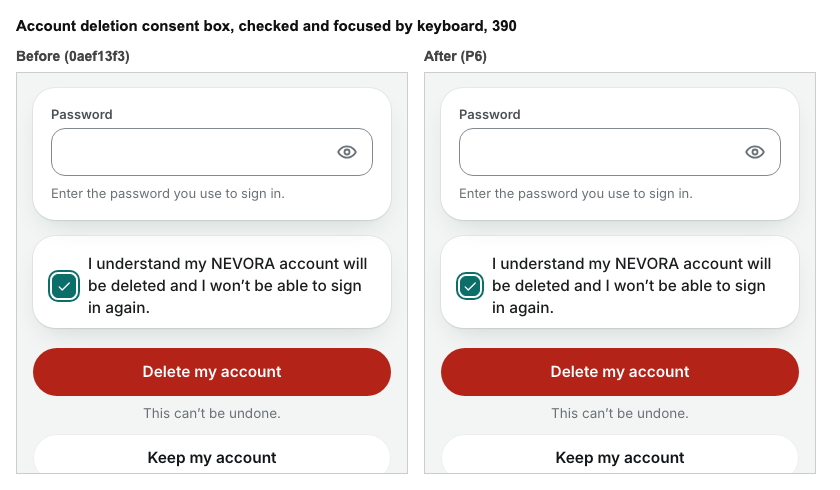 Account deletion consent box, checked and focused by keyboard, 390
Before (0aef13f3)
Password
Enter the password you use to sign in.
I understand my NEVORA account will
be deleted and I won’t be able to sign
in again.
Delete my account
This can’t be undone.
Keep my account
After (P6)
Password
Enter the password you use to sign in.
I understand my NEVORA account will
be deleted and I won’t be able to sign
in again.
Delete my account
This can’t be undone.
Keep my account